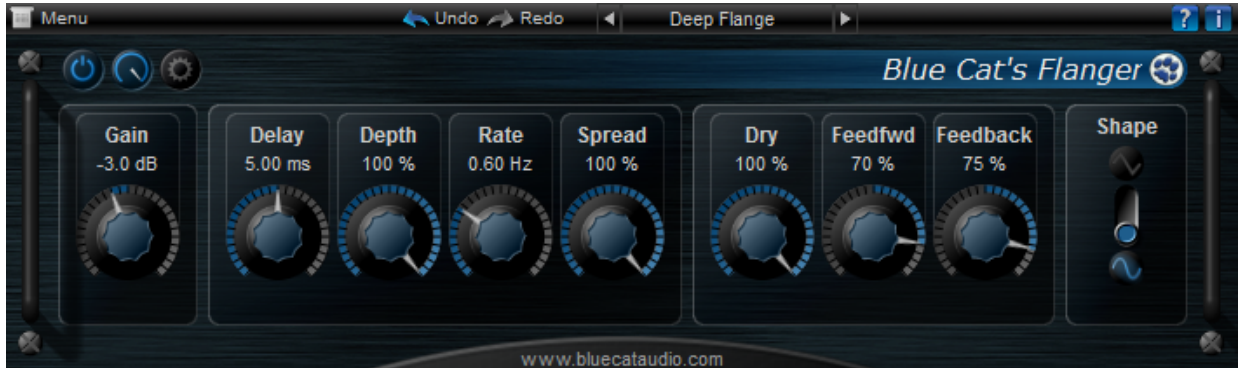 Menu Undo Redo Deep Flange ? i
Blue Cat's Flanger
Gain Delay Depth Rate Spread Dry Feedfwd Feedback Shape
-3.0 dB 5.00 ms 100 % 0.60 Hz 100 % 100 % 70 % 75 %
www.bluecataudio.com